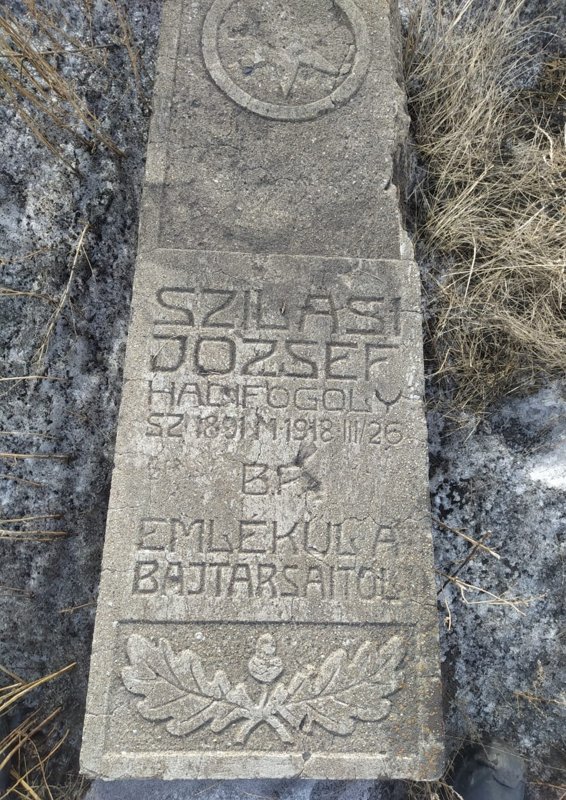 SZILASI
JÓZSEF
HADIFOGOLY
SZ 1891 M 1918 III/26
B.P.
EMLÉKÜL A
BAJTÁRSAITÓL